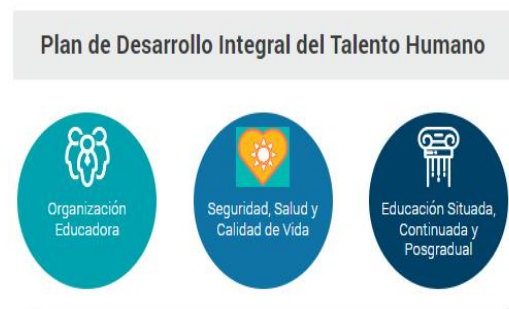 Plan de Desarrollo Integral del Talento Humano
Organización
Educadora
Seguridad, Salud y
Calidad de Vida
Educación Situada,
Continuada y
Posgradual